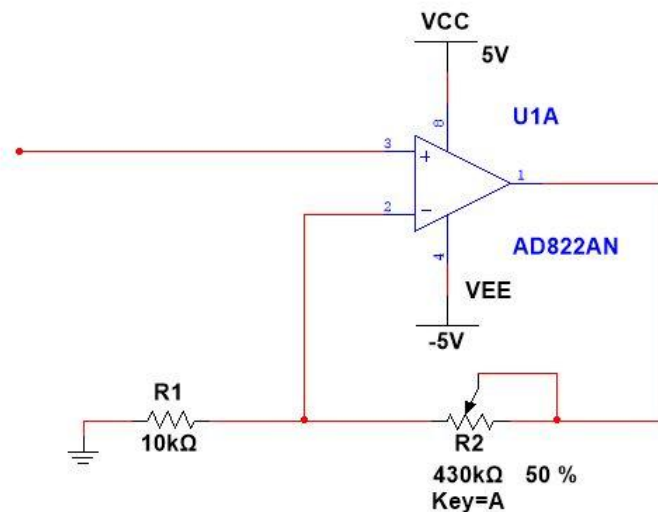 VCC
5V
U1A
8
3
+
1
2
−
4
AD822AN
VEE
-5V
R1
10kΩ
R2
430kΩ 50 %
Key=A